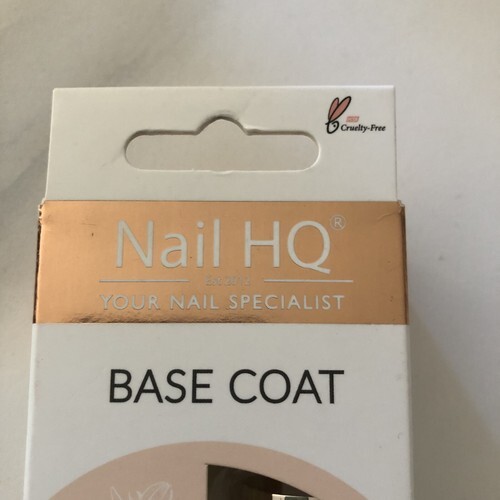 Cruelty-Free
Nail HQ®
YOUR NAIL SPECIALIST
BASE COAT